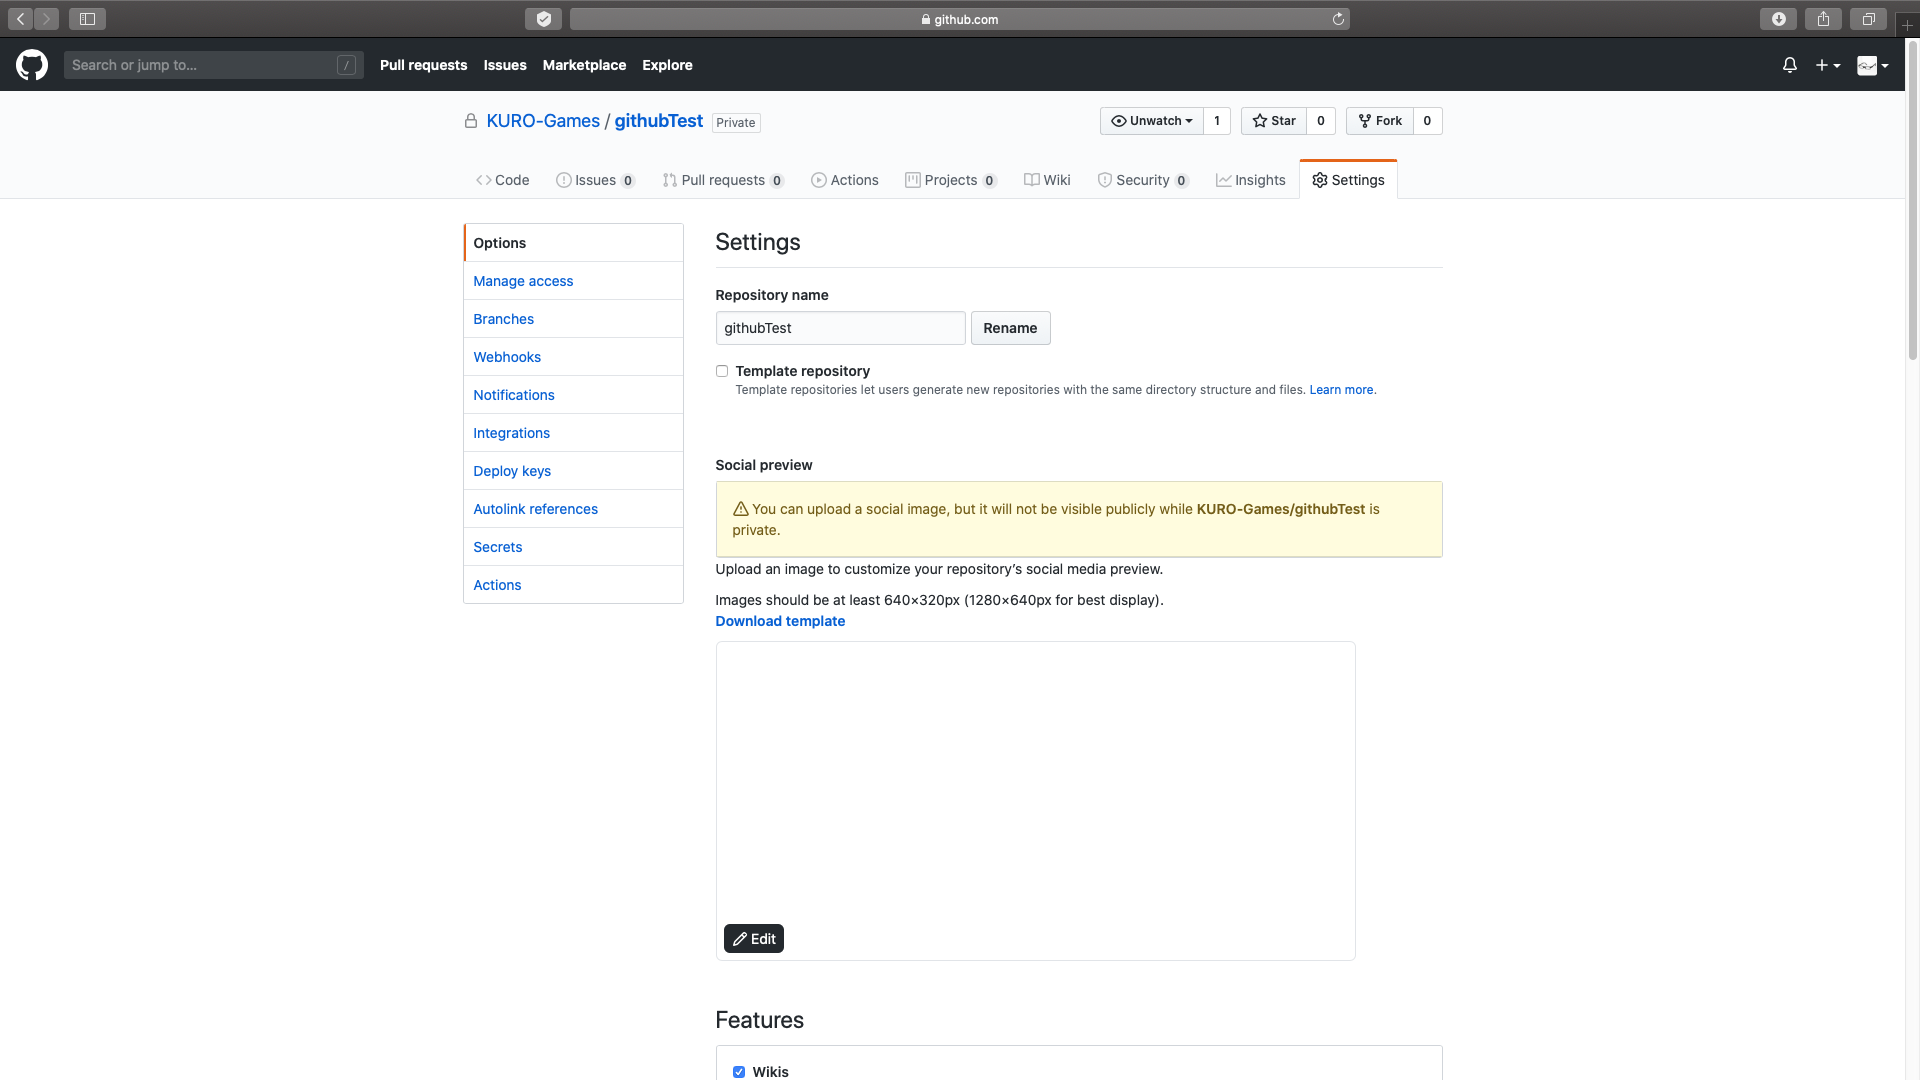 github.com
Search or jump to... /
Pull requests Issues Marketplace Explore
KURO-Games / githubTest Private
Unwatch 1 Star 0 Fork 0
Code Issues 0 Pull requests 0 Actions Projects 0 Wiki Security 0 Insights Settings
Options
Manage access
Branches
Webhooks
Notifications
Integrations
Deploy keys
Autolink references
Secrets
Actions
Settings
Repository name
githubTest Rename
Template repository
Template repositories let users generate new repositories with the same directory structure and files. Learn more.
Social preview
You can upload a social image, but it will not be visible publicly while KURO-Games/githubTest is
private.
Upload an image to customize your repository’s social media preview.
Images should be at least 640×320px (1280×640px for best display).
Download template
Edit
Features
Wikis